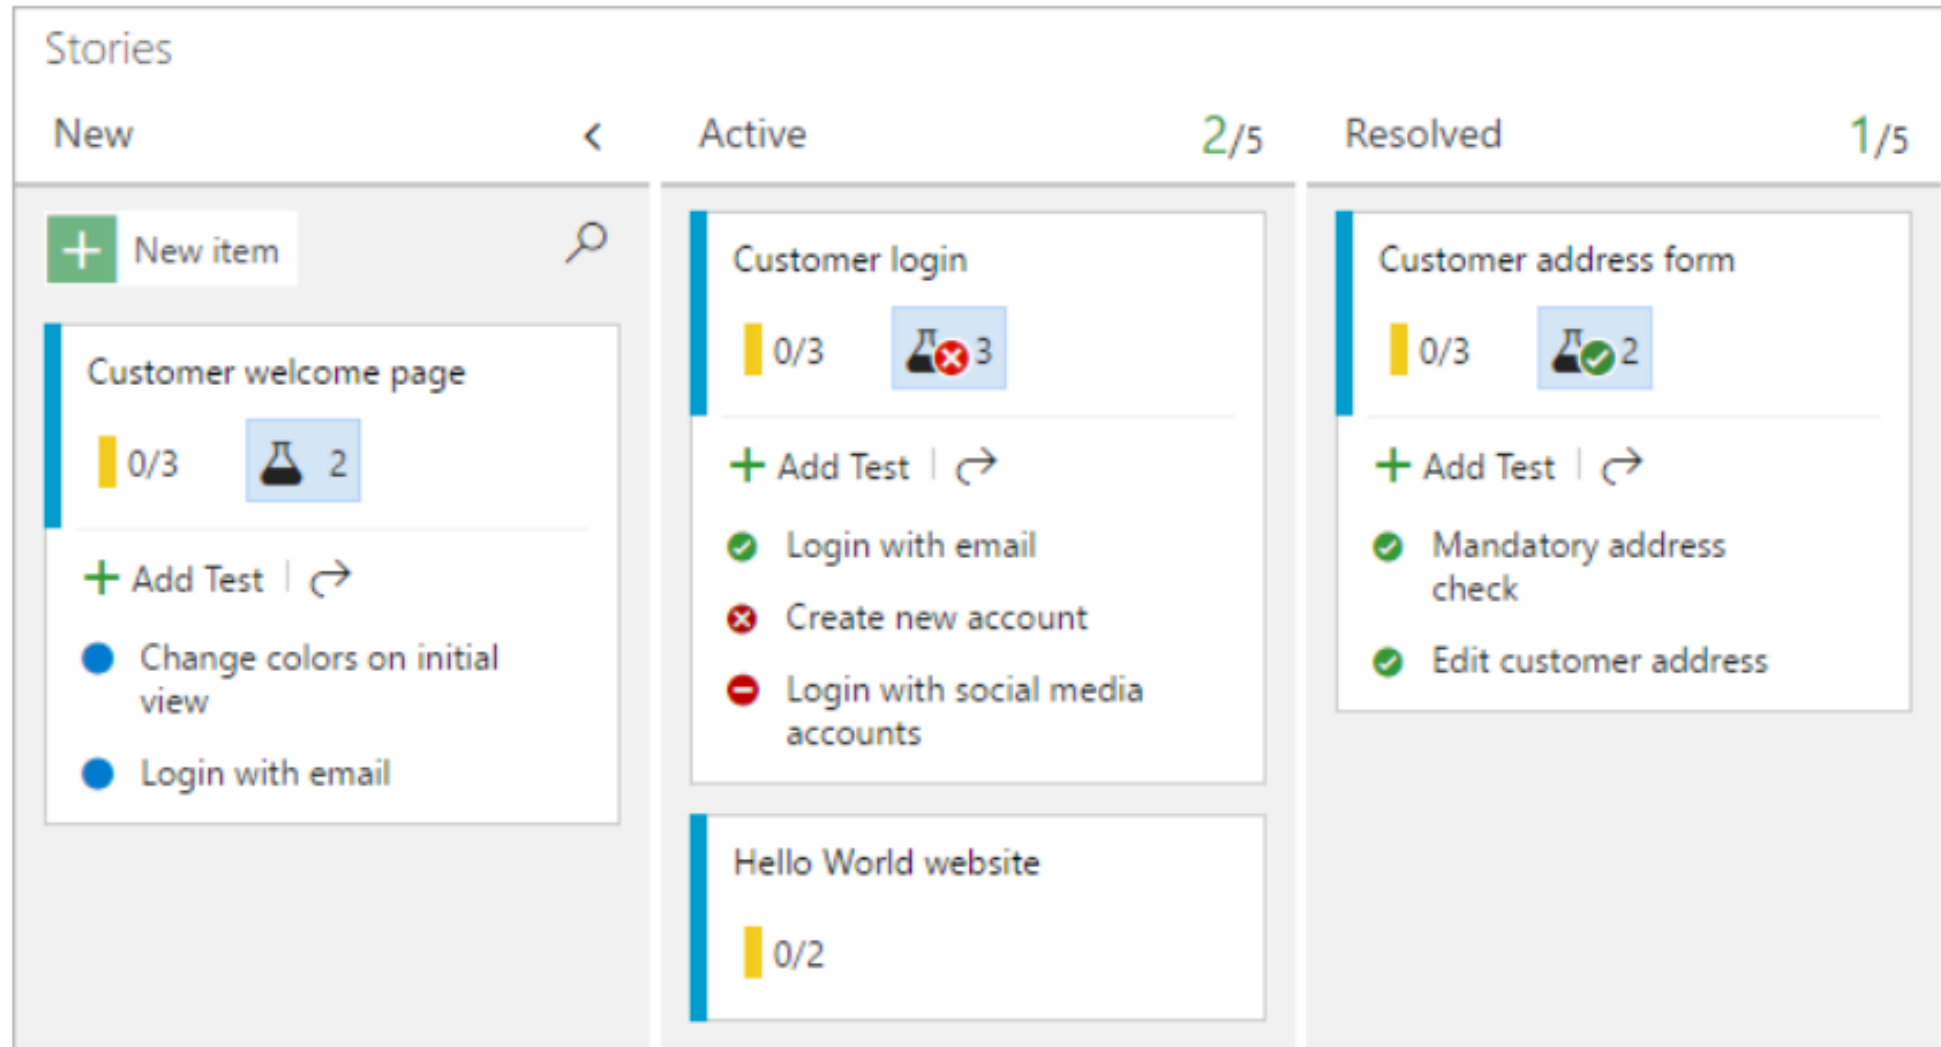 Stories
New
New item
Customer welcome page
0/3 2
Add Test
Change colors on initial
view
Login with email
Active 2/5
Customer login
0/3 3
Add Test
Login with email
Create new account
Login with social media
accounts
Hello World website
0/2
Resolved 1/5
Customer address form
0/3 2
Add Test
Mandatory address
check
Edit customer address